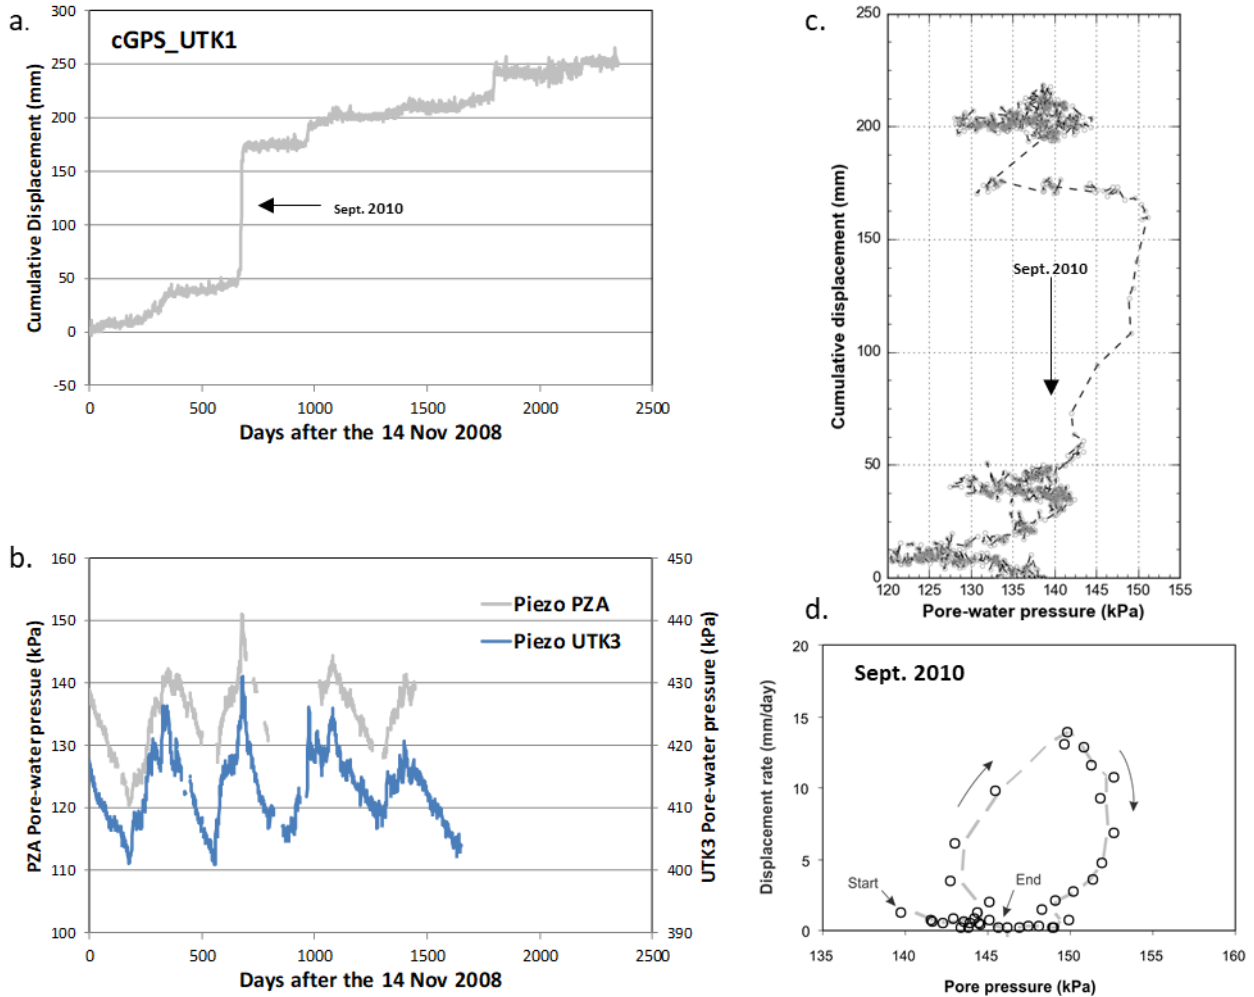 a.
cGPS_UTK1
300
250
200
150
100
50
0
-50
Cumulative Displacement (mm)
Sept. 2010
0 500 1000 1500 2000 2500
Days after the 14 Nov 2008
b.
160
150
140
130
120
110
100
PZA Pore-water pressue (kPa)
Piezo PZA
Piezo UTK3
450
440
430
420
410
400
390
UTK3 Pore-water pressure (kPa)
0 500 1000 1500 2000 2500
Days after the 14 Nov 2008
c.
250
200
150
100
50
0
Cumulative displacement (mm)
Sept. 2010
120 125 130 135 140 145 150 155
Pore-water pressure (kPa)
d.
20
15
10
5
0
Displacement rate (mm/day)
Sept. 2010
Start
End
135 140 145 150 155 160
Pore pressure (kPa)